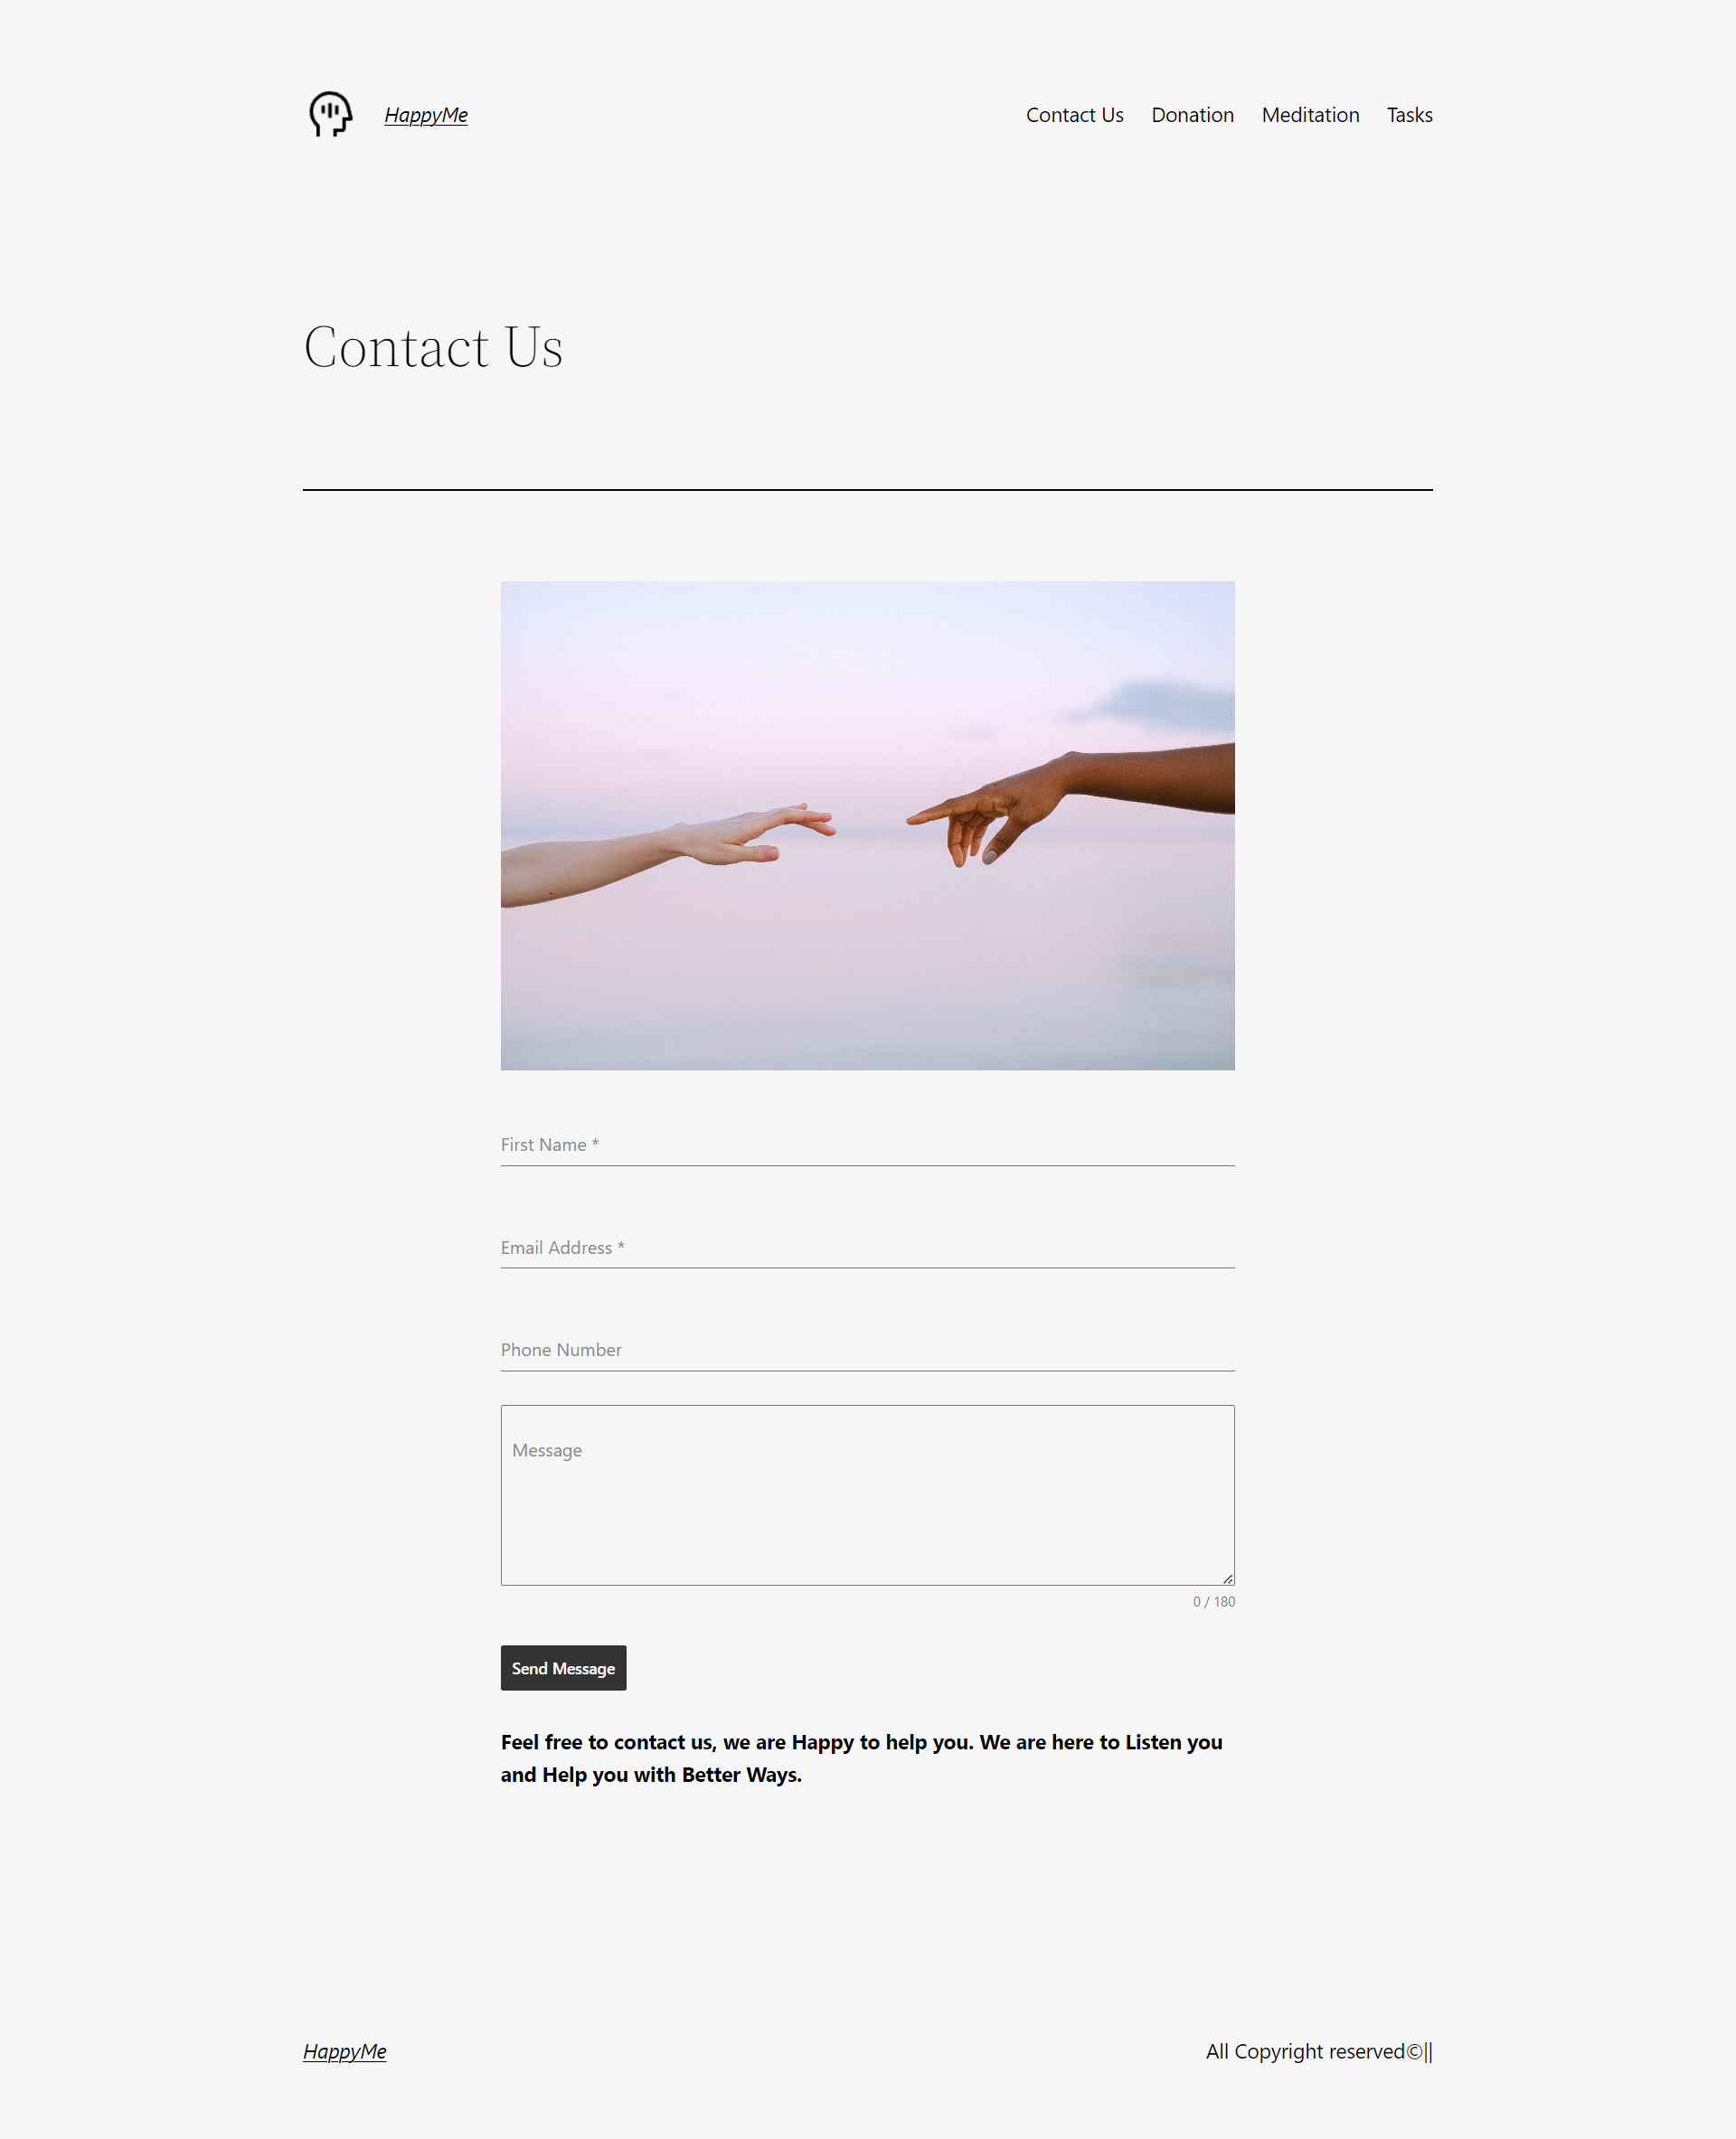 HappyMe
Contact Us Donation Meditation Tasks
Contact Us
First Name *
Email Address *
Phone Number
Message
0 / 180
Send Message
Feel free to contact us, we are Happy to help you. We are here to Listen you
and Help you with Better Ways.
HappyMe
All Copyright reserved©||